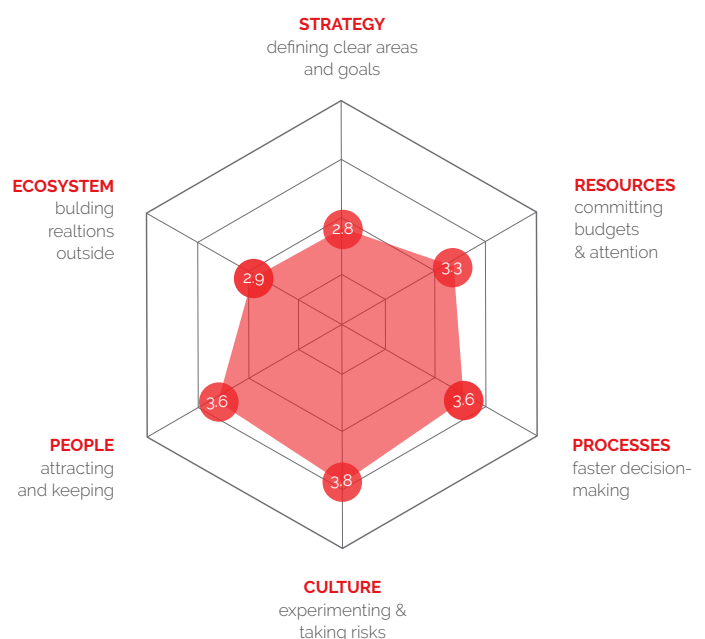 STRATEGY
defining clear areas
and goals
ECOSYSTEM
bulding
realtions
outside
RESOURCES
committing
budgets
& attention
2.8
3.3
2.9
3.6
3.6
3.8
PEOPLE
attracting
and keeping
PROCESSES
faster decision-
making
CULTURE
experimenting &
taking risks